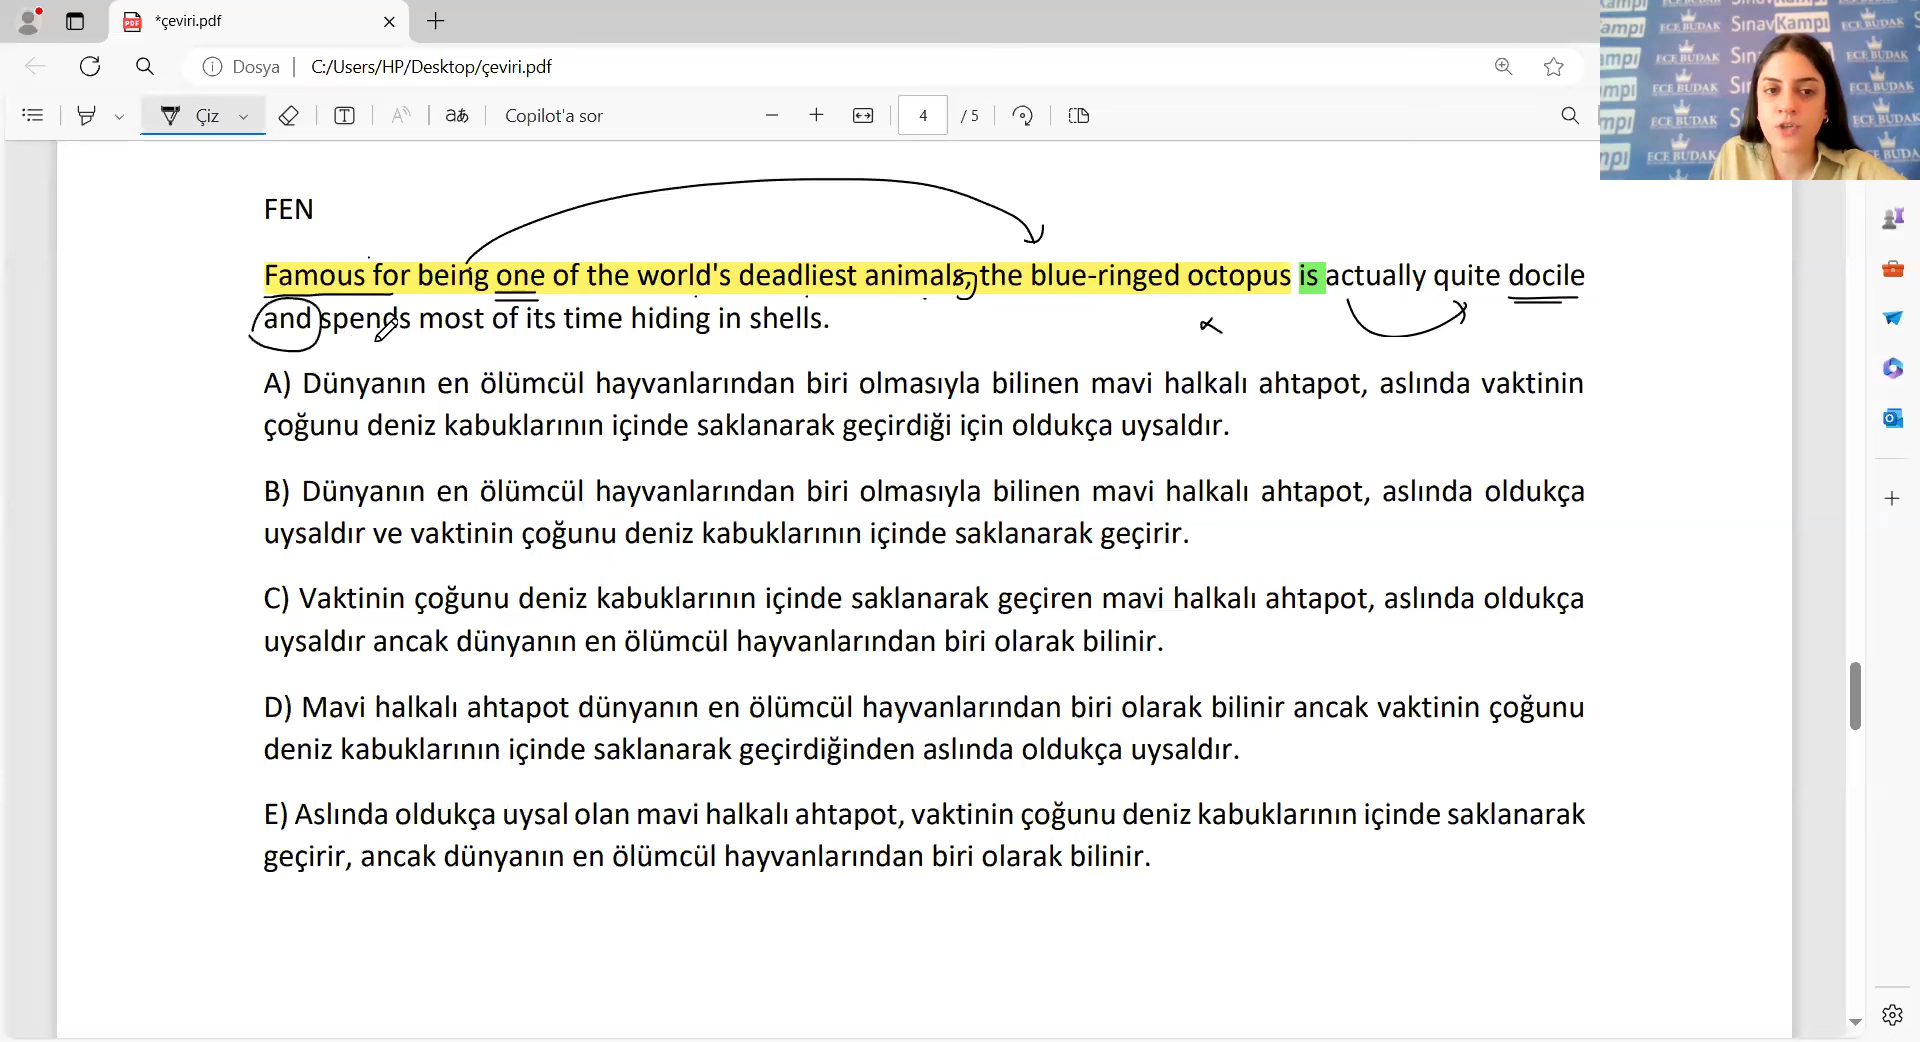 *çeviri.pdf
Dosya
C:/Users/HP/Desktop/çeviri.pdf
Çiz
Copilot'a sor
4
/ 5
SınavKampı
ECE BUDAK
FEN
Famous for being one of the world's deadliest animals, the blue-ringed octopus is actually quite docile
and spends most of its time hiding in shells.
A) Dünyanın en ölümcül hayvanlarından biri olmasıyla bilinen mavi halkalı ahtapot, aslında vaktinin
çoğunu deniz kabuklarının içinde saklanarak geçirdiği için oldukça uysaldır.
B) Dünyanın en ölümcül hayvanlarından biri olmasıyla bilinen mavi halkalı ahtapot, aslında oldukça
uysaldır ve vaktinin çoğunu deniz kabuklarının içinde saklanarak geçirir.
C) Vaktinin çoğunu deniz kabuklarının içinde saklanarak geçiren mavi halkalı ahtapot, aslında oldukça
uysaldır ancak dünyanın en ölümcül hayvanlarından biri olarak bilinir.
D) Mavi halkalı ahtapot dünyanın en ölümcül hayvanlarından biri olarak bilinir ancak vaktinin çoğunu
deniz kabuklarının içinde saklanarak geçirdiğinden aslında oldukça uysaldır.
E) Aslında oldukça uysal olan mavi halkalı ahtapot, vaktinin çoğunu deniz kabuklarının içinde saklanarak
geçirir, ancak dünyanın en ölümcül hayvanlarından biri olarak bilinir.